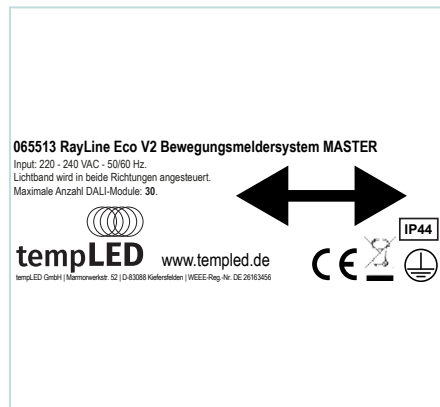 065513 RayLine Eco V2 Bewegungsmeldersystem MASTER
Input: 220 - 240 VAC - 50/60 Hz.
Lichtband wird in beide Richtungen angesteuert.
Maximale Anzahl DALI-Module: 30.
IP44
tempLED www.templed.de
CE
tempLED GmbH | Marmorwerkstr. 52 | D-83088 Kiefersfelden | WEEE-Reg.-Nr. DE 26163456